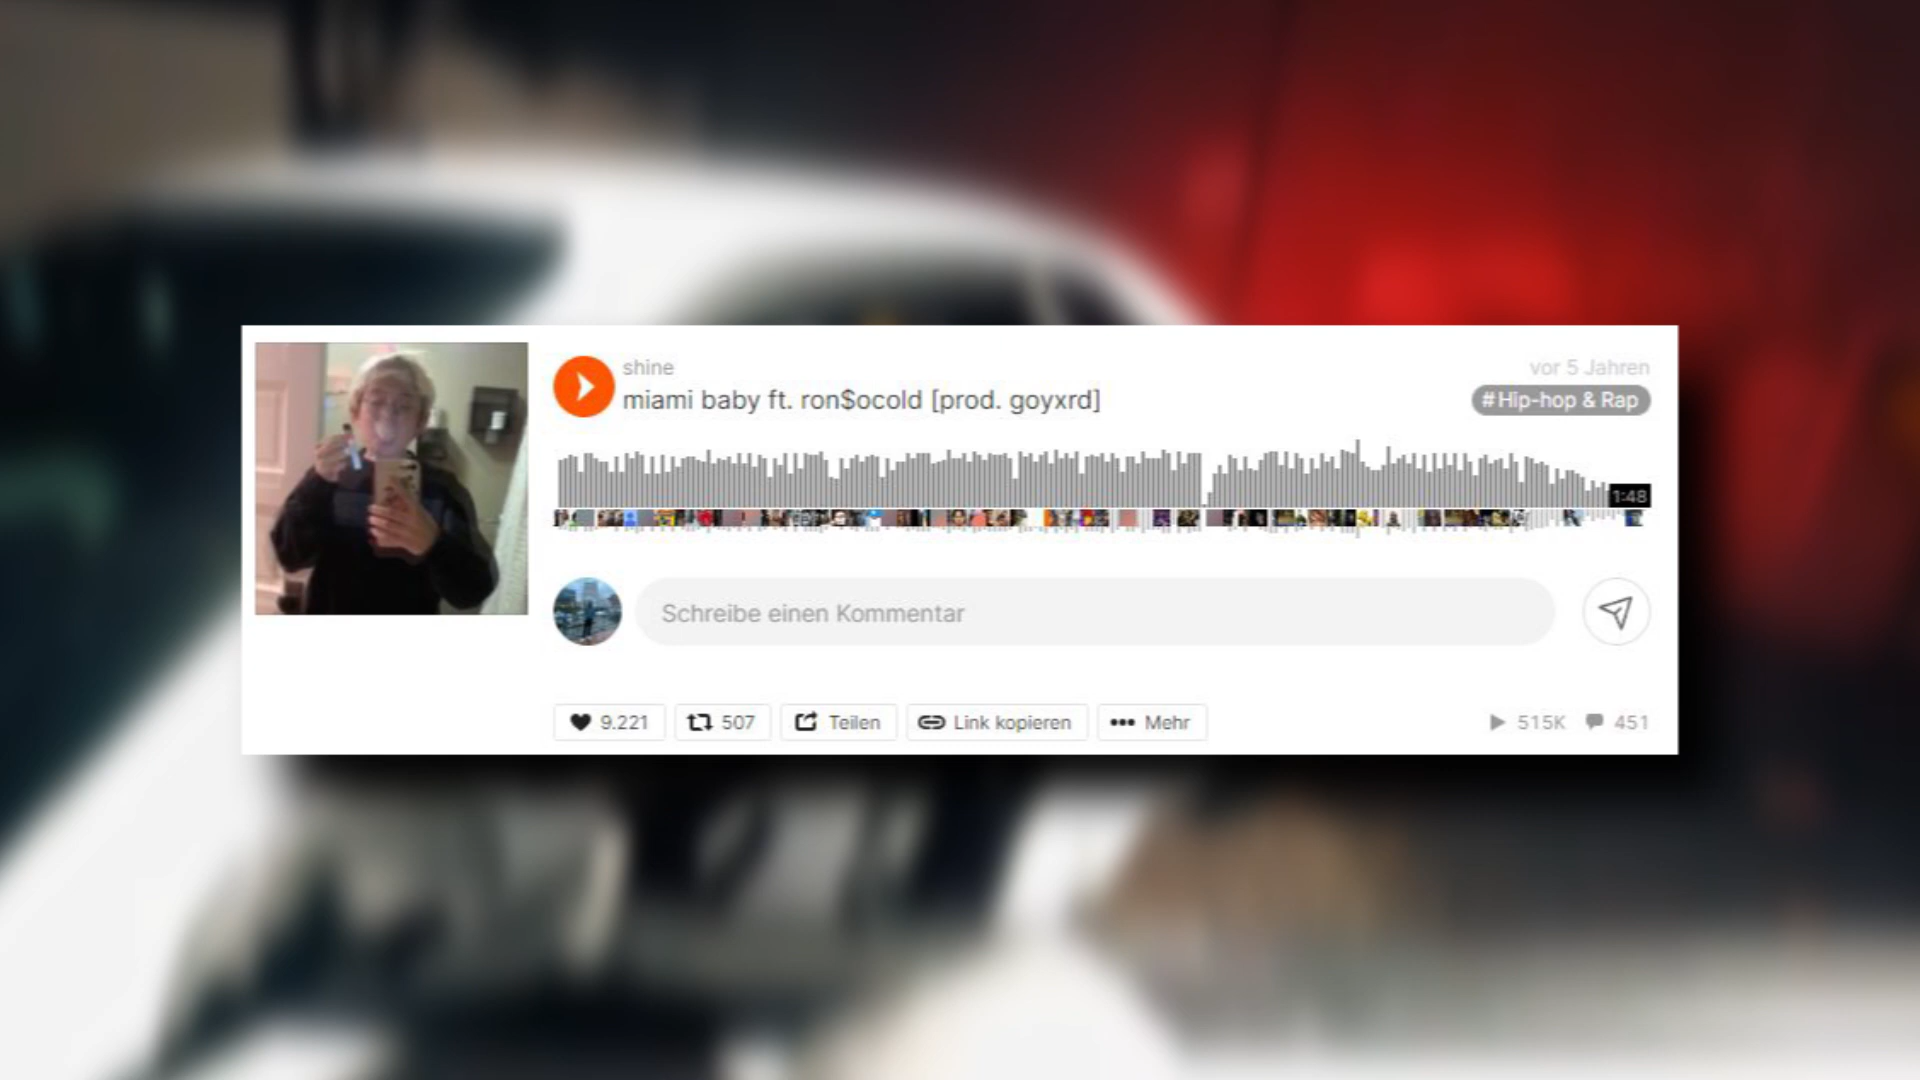 shine
vor 5 Jahren
miami baby ft. ron$ocold [prod. goyxrd]
#Hip-hop & Rap
1:48
Schreibe einen Kommentar
9.221
507
Teilen
Link kopieren
Mehr
515K
451